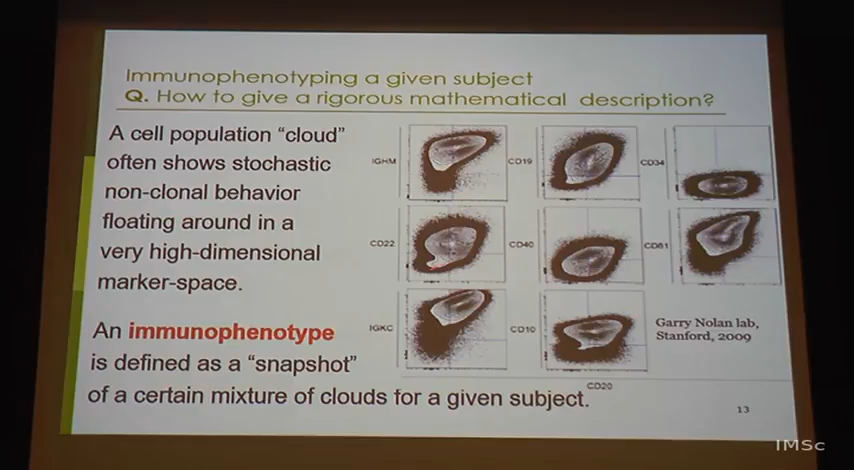 Immunophenotyping a given subject
Q. How to give a rigorous mathematical description?
A cell population “cloud”
often shows stochastic
non-clonal behavior
floating around in a
very high-dimensional
marker-space.
An immunophenotype
is defined as a “snapshot”
of a certain mixture of clouds for a given subject.
IGHM
CD19
CD34
CD22
CD40
CD81
IGKC
CD10
CD20
Garry Nolan lab,
Stanford, 2009
13
IMSc